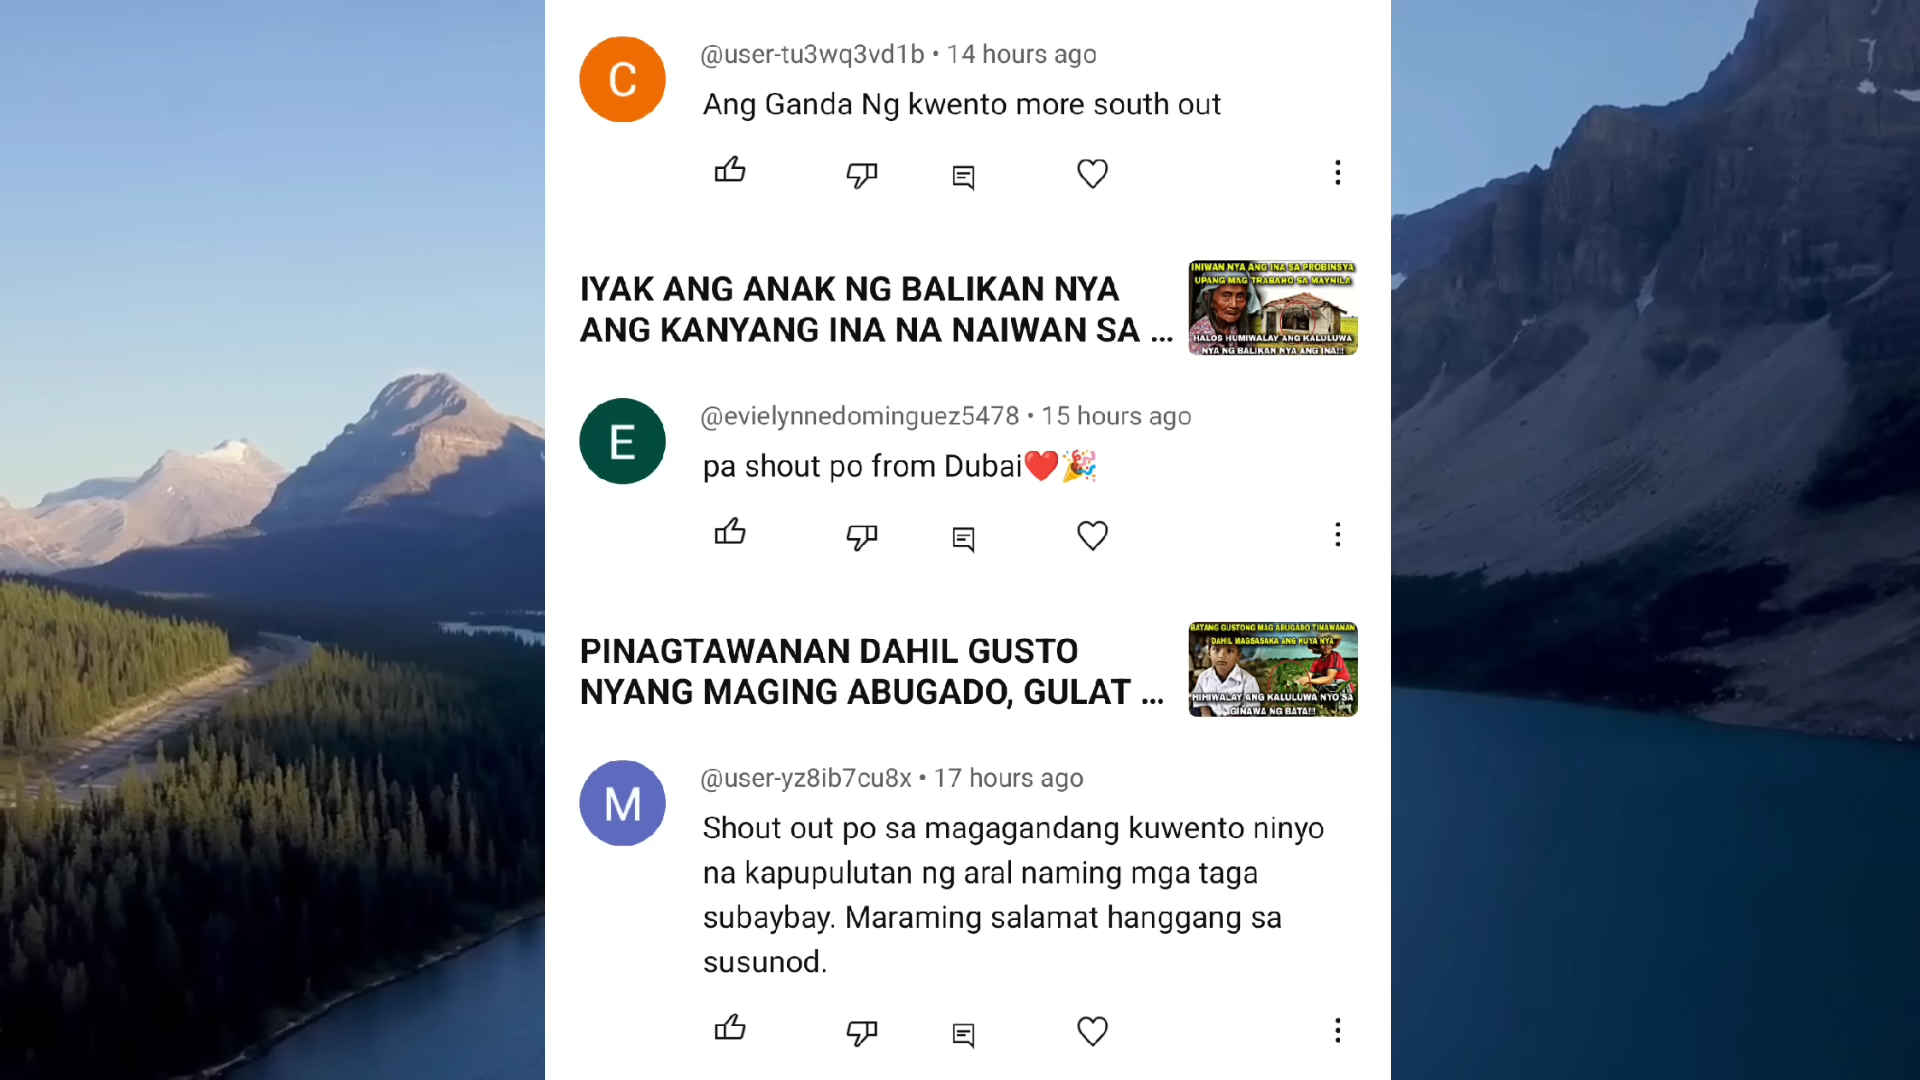 C
@user-tu3wq3vd1b • 14 hours ago
Ang Ganda Ng kwento more south out
IYAK ANG ANAK NG BALIKAN NYA
ANG KANYANG INA NA NAIWAN SA ...
INIWAN NYA ANG INA SA PROBINSYA
UPANG MAG TRABAHO SA MAYNILA
HALOS HUMIWALAY ANG KALULUWA
NYA NG BALIKAN NYA ANG INA!!!
E
@evielynnedominguez5478 • 15 hours ago
pa shout po from Dubai❤️🎉
PINAGTAWANAN DAHIL GUSTO
NYANG MAGING ABUGADO, GULAT ...
BATANG GUSTONG MAG ABUGADO TINAWANAN
DAHIL MAGSASAKA ANG KUYA NYA
HIHIWALAY ANG KALULUWA NYO SA
GINAWA NG BATA!!!
M
@user-yz8ib7cu8x • 17 hours ago
Shout out po sa magagandang kuwento ninyo
na kapupulutan ng aral naming mga taga
subaybay. Maraming salamat hanggang sa
susunod.